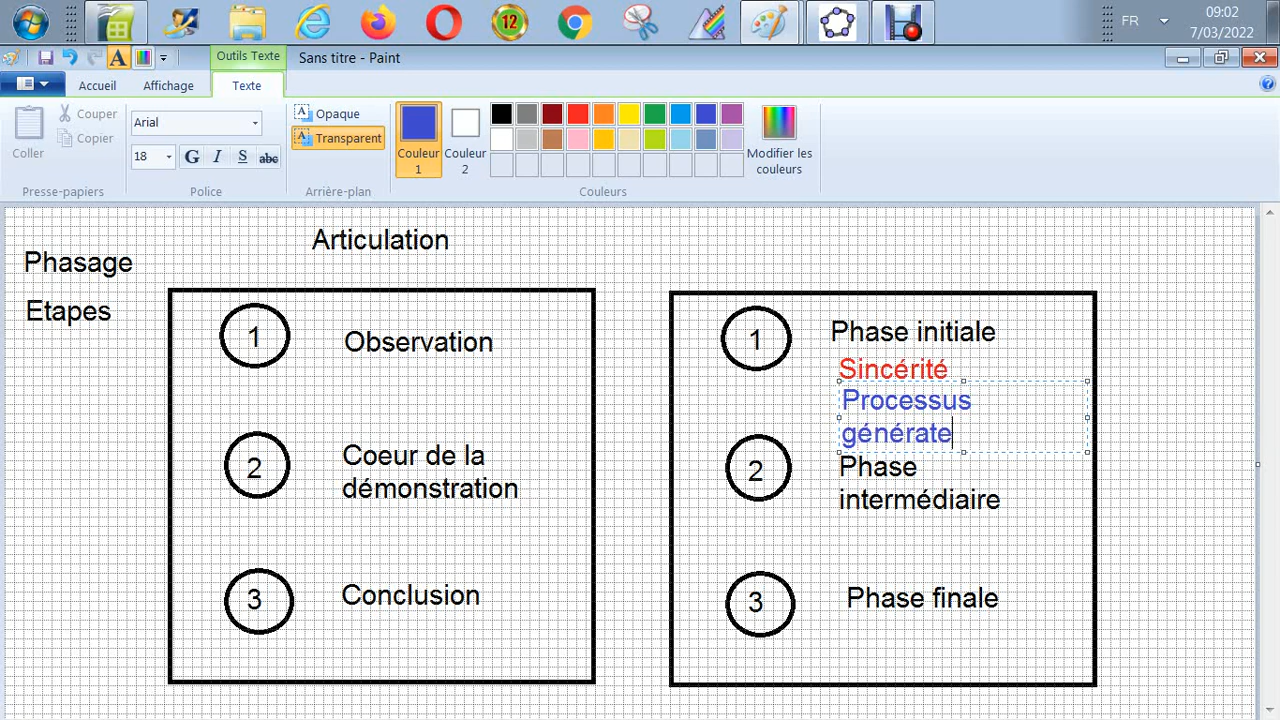 12
FR
09:02
7/03/2022
Outils Texte
Sans titre - Paint
Accueil
Affichage
Texte
Coller
Couper
Copier
Presse-papiers
Arial
18
G I S abc
Police
Opaque
Transparent
Arrière-plan
Couleur
1
Couleur
2
Modifier les
couleurs
Couleurs
Phasage
Etapes
Articulation
1
Observation
2
Coeur de la
démonstration
3
Conclusion
1
Phase initiale
Sincérité
Processus
générate
2
Phase
intermédiaire
3
Phase finale